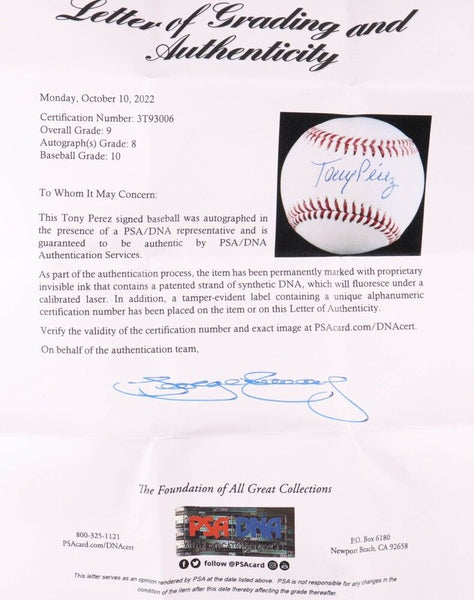 Letter of Grading and
Authenticity
Monday, October 10, 2022
Certification Number: 3T93006
Overall Grade: 9
Autograph(s) Grade: 8
Baseball Grade: 10
Tony Pérez
To Whom It May Concern:
This Tony Perez signed baseball was autographed in
the presence of a PSA/DNA representative and is
guaranteed to be authentic by PSA/DNA
Authentication Services.
As part of the authentication process, the item has been permanently marked with proprietary
invisible ink that contains a patented strand of synthetic DNA, which will fluoresce under a
calibrated laser. In addition, a tamper-evident label containing a unique alphanumeric
certification number has been placed on the item or on this Letter of Authenticity.
Verify the validity of the certification number and exact image at PSAcard.com/DNAcert.
On behalf of the authentication team,
The Foundation of All Great Collections
800-325-1121
PSAcard.com/DNAcert
PSA DNA
follow @PSAcard
P.O. Box 6180
Newport Beach, CA 92658
This letter serves as an opinion rendered by PSA at the date listed above. PSA is not responsible for any changes in the
condition of the item after this date thereby affecting the grade thereafter.